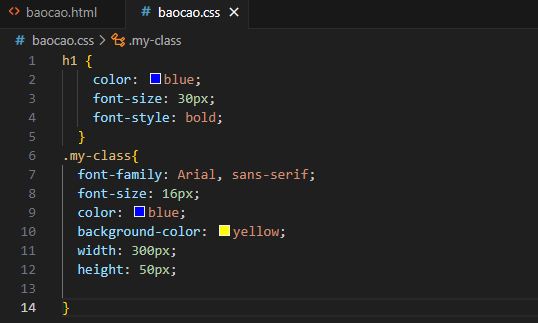 baocao.html # baocao.css ×
# baocao.css > .my-class
1 h1 {
2 color: blue;
3 font-size: 30px;
4 font-style: bold;
5 }
6 .my-class{
7 font-family: Arial, sans-serif;
8 font-size: 16px;
9 color: blue;
10 background-color: yellow;
11 width: 300px;
12 height: 50px;
13
14 }